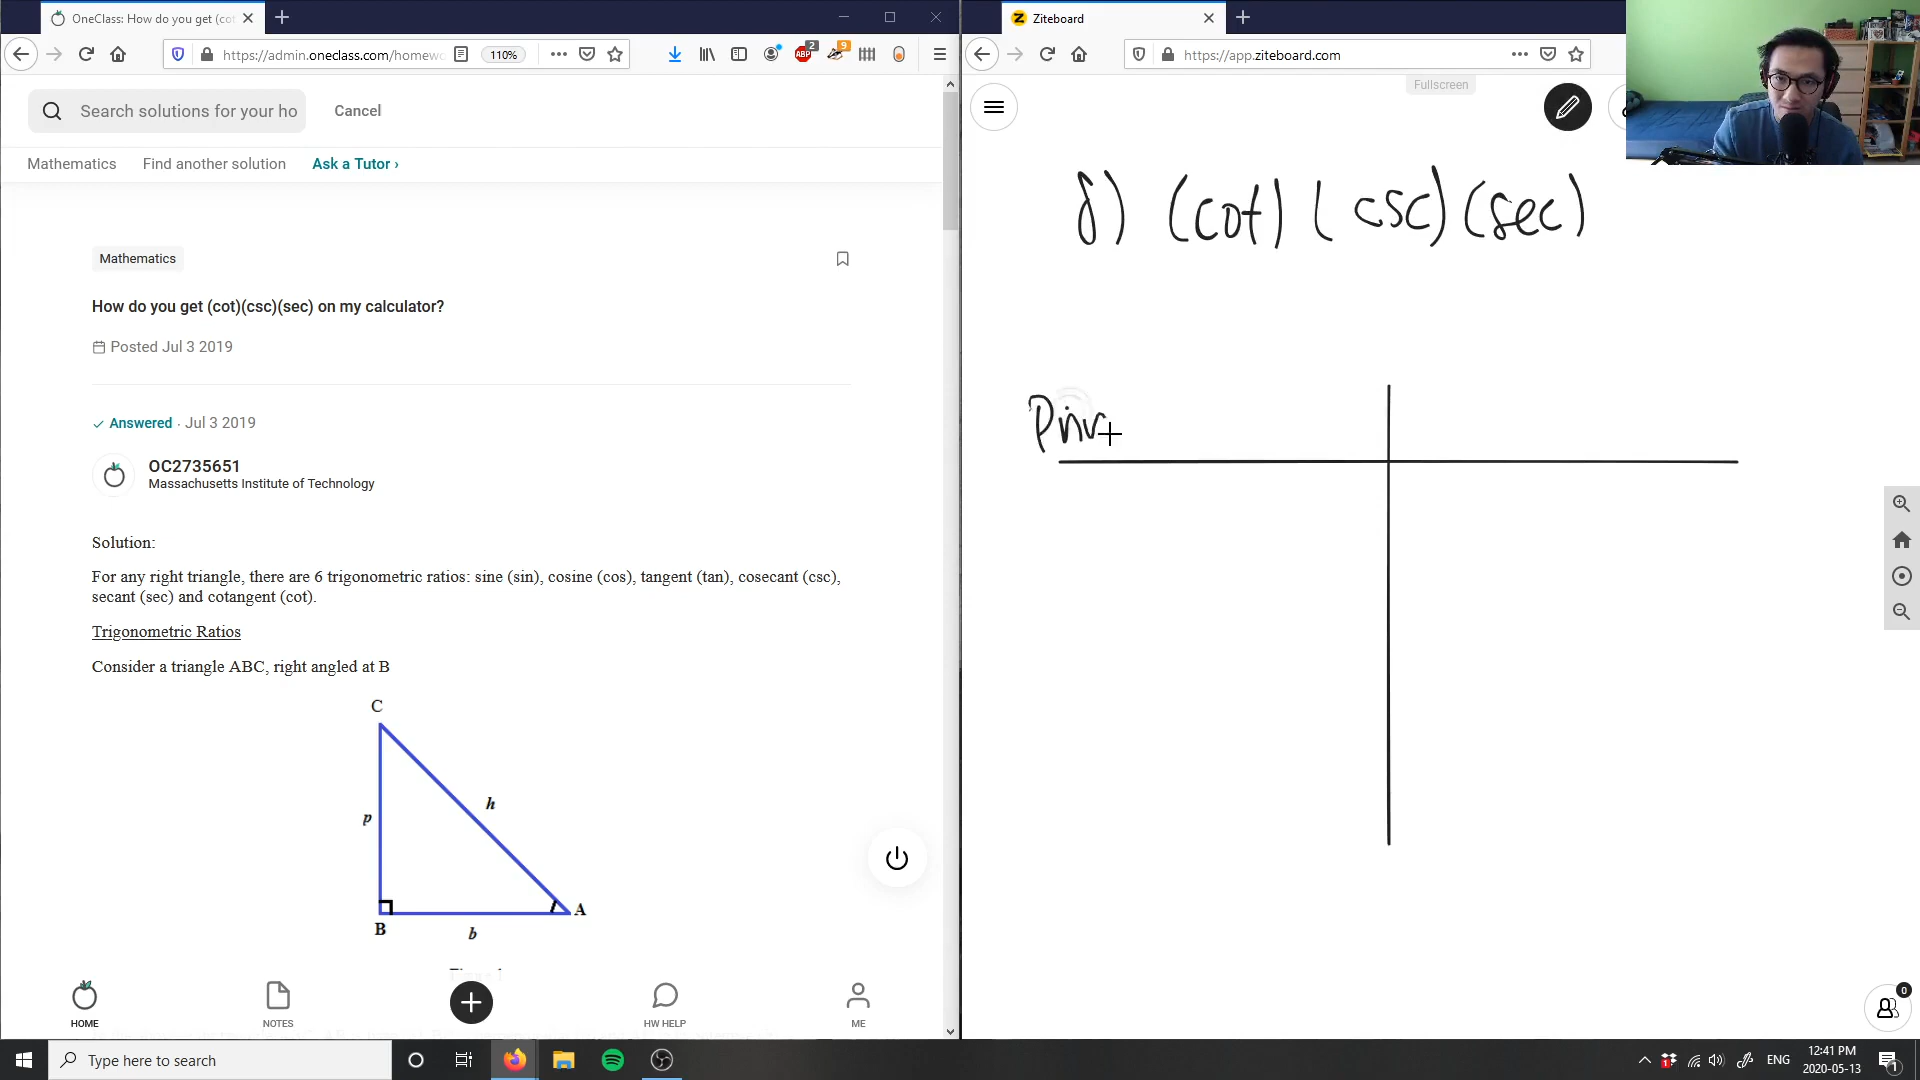 OneClass: How do you get (cot
Ziteboard
https://admin.oneclass.com/homewo
110%
2
9
https://app.ziteboard.com
Fullscreen
Search solutions for your ho
Cancel
Mathematics
Find another solution
Ask a Tutor ›
Mathematics
How do you get (cot)(csc)(sec) on my calculator?
Posted Jul 3 2019
Answered · Jul 3 2019
OC2735651
Massachusetts Institute of Technology
Solution:
For any right triangle, there are 6 trigonometric ratios: sine (sin), cosine (cos), tangent (tan), cosecant (csc),
secant (sec) and cotangent (cot).
Trigonometric Ratios
Consider a triangle ABC, right angled at B
C
h
p
A
B
b
HOME
NOTES
HW HELP
ME
(cot) (csc) (sec)
0
Type here to search
ENG
12:41 PM
2020-05-13
1